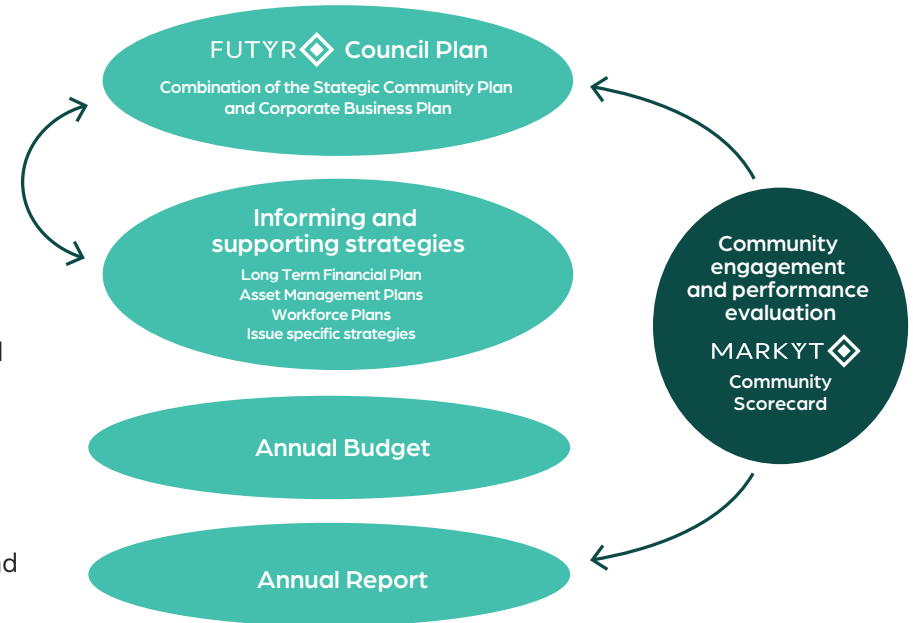 FUTYR Council Plan
Combination of the Stategic Community Plan
and Corporate Business Plan
Informing and
supporting strategies
Long Term Financial Plan
Asset Management Plans
Workforce Plans
Issue specific strategies
Annual Budget
Annual Report
Community
engagement
and performance
evaluation
MARKYT
Community
Scorecard